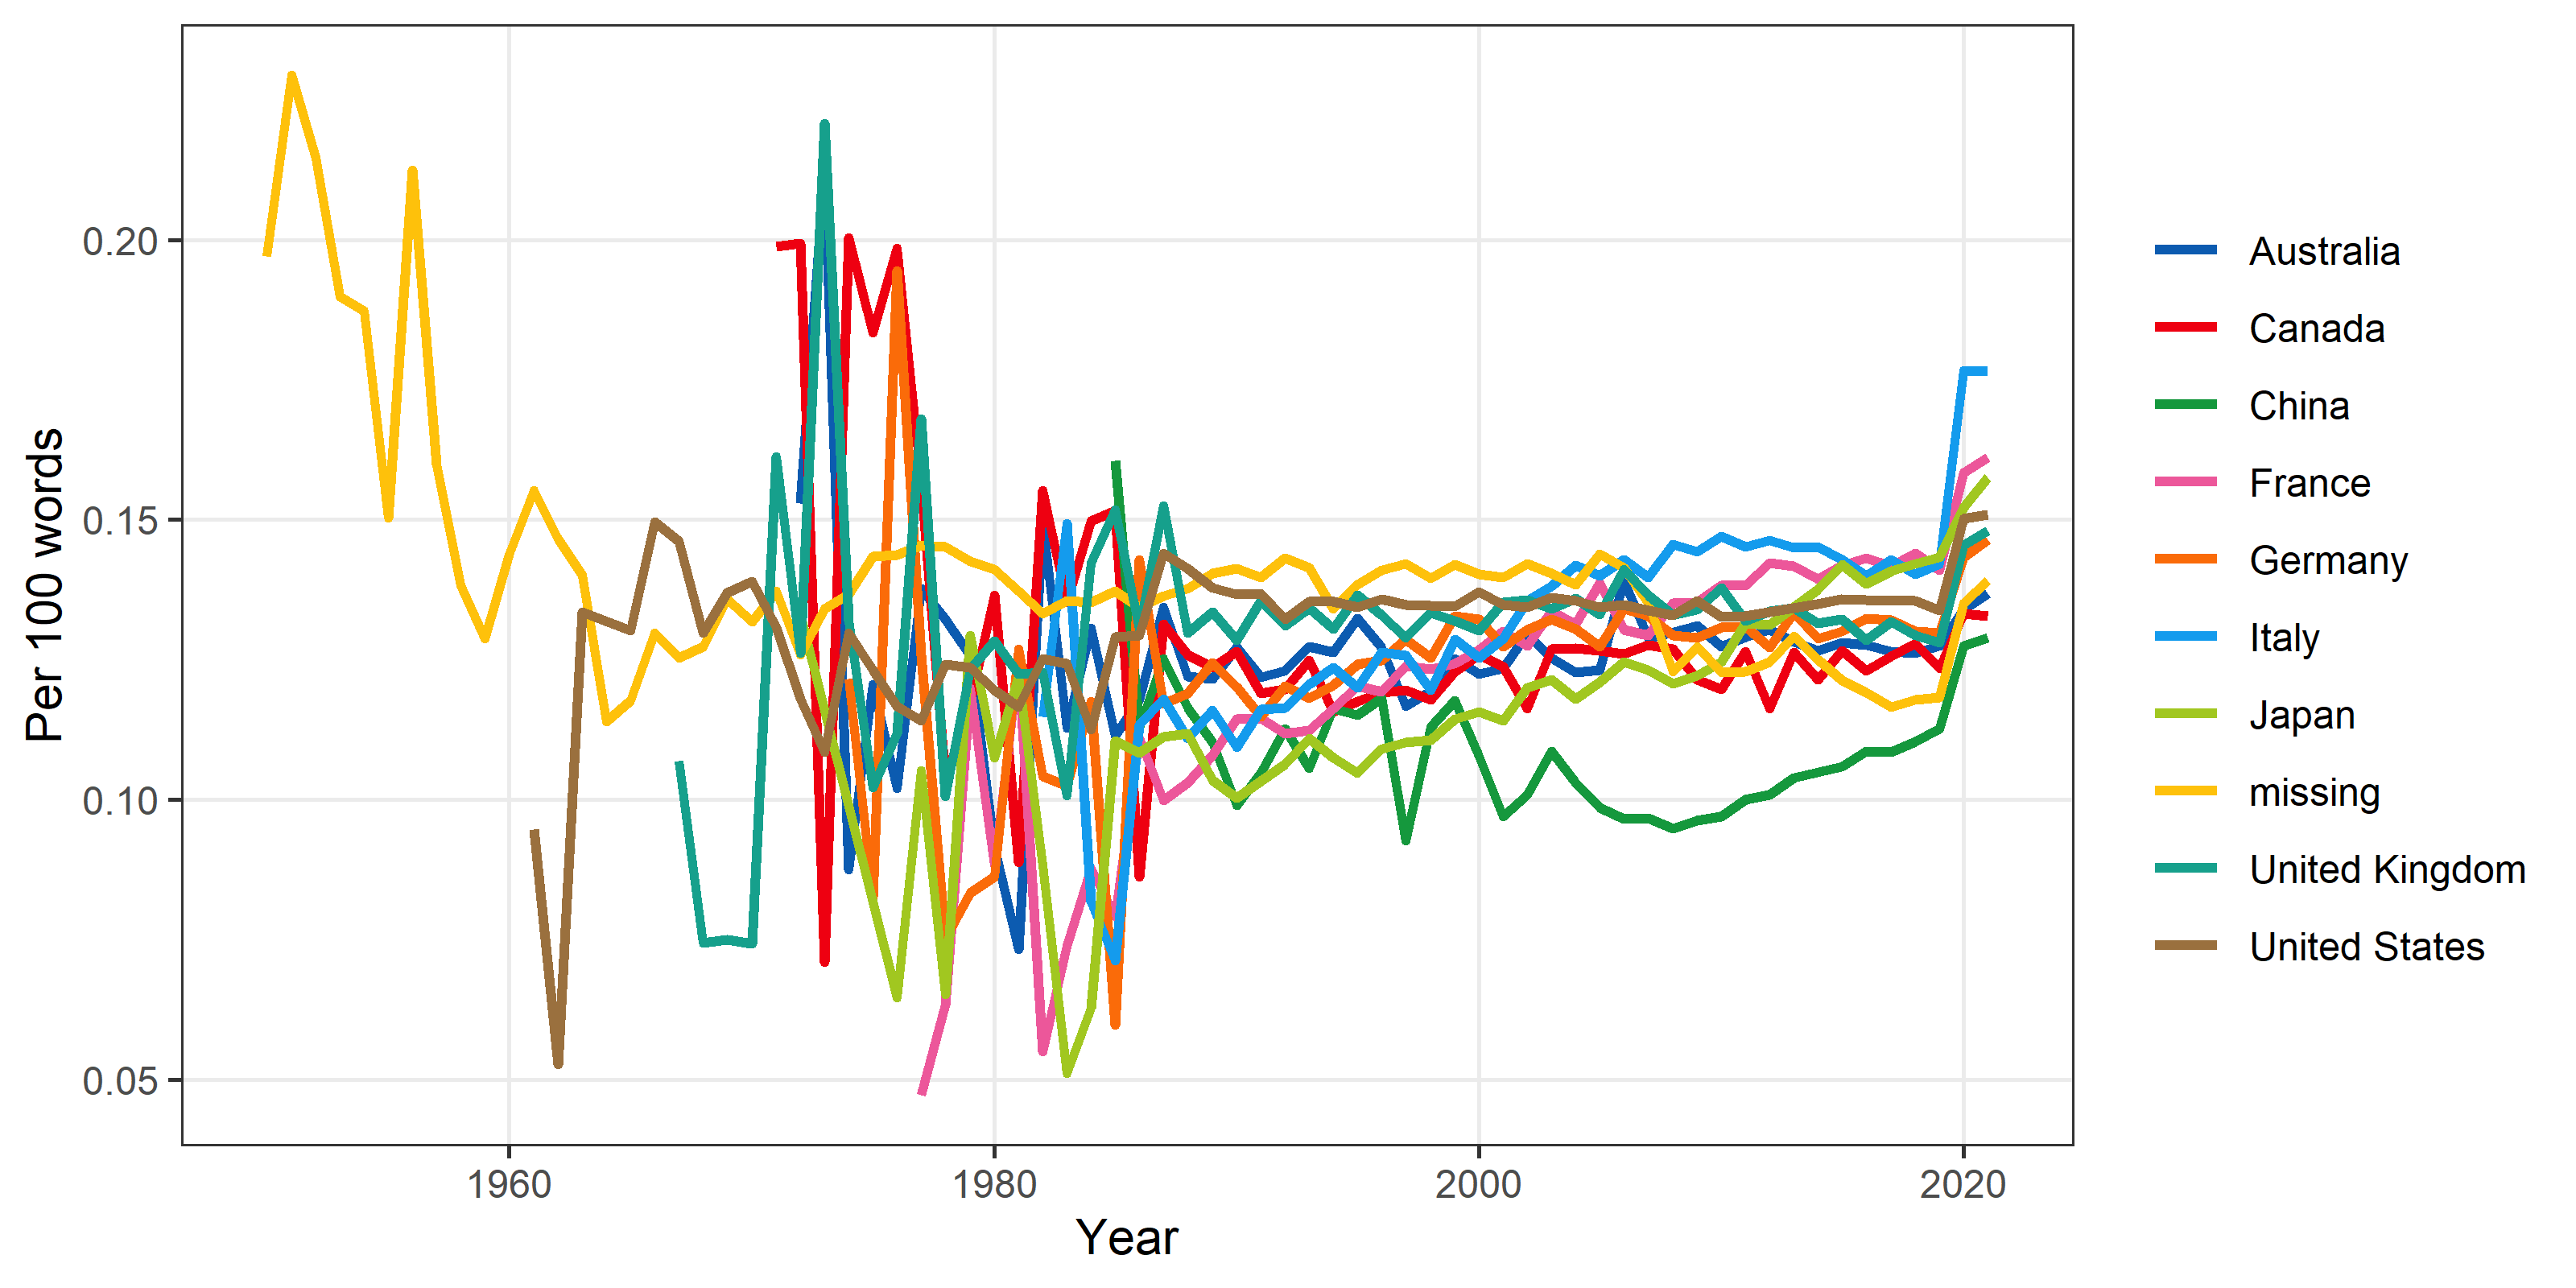 Per 100 words
0.20
0.15
0.10
0.05
1960 1980 2000 2020
Year
Australia
Canada
China
France
Germany
Italy
Japan
missing
United Kingdom
United States